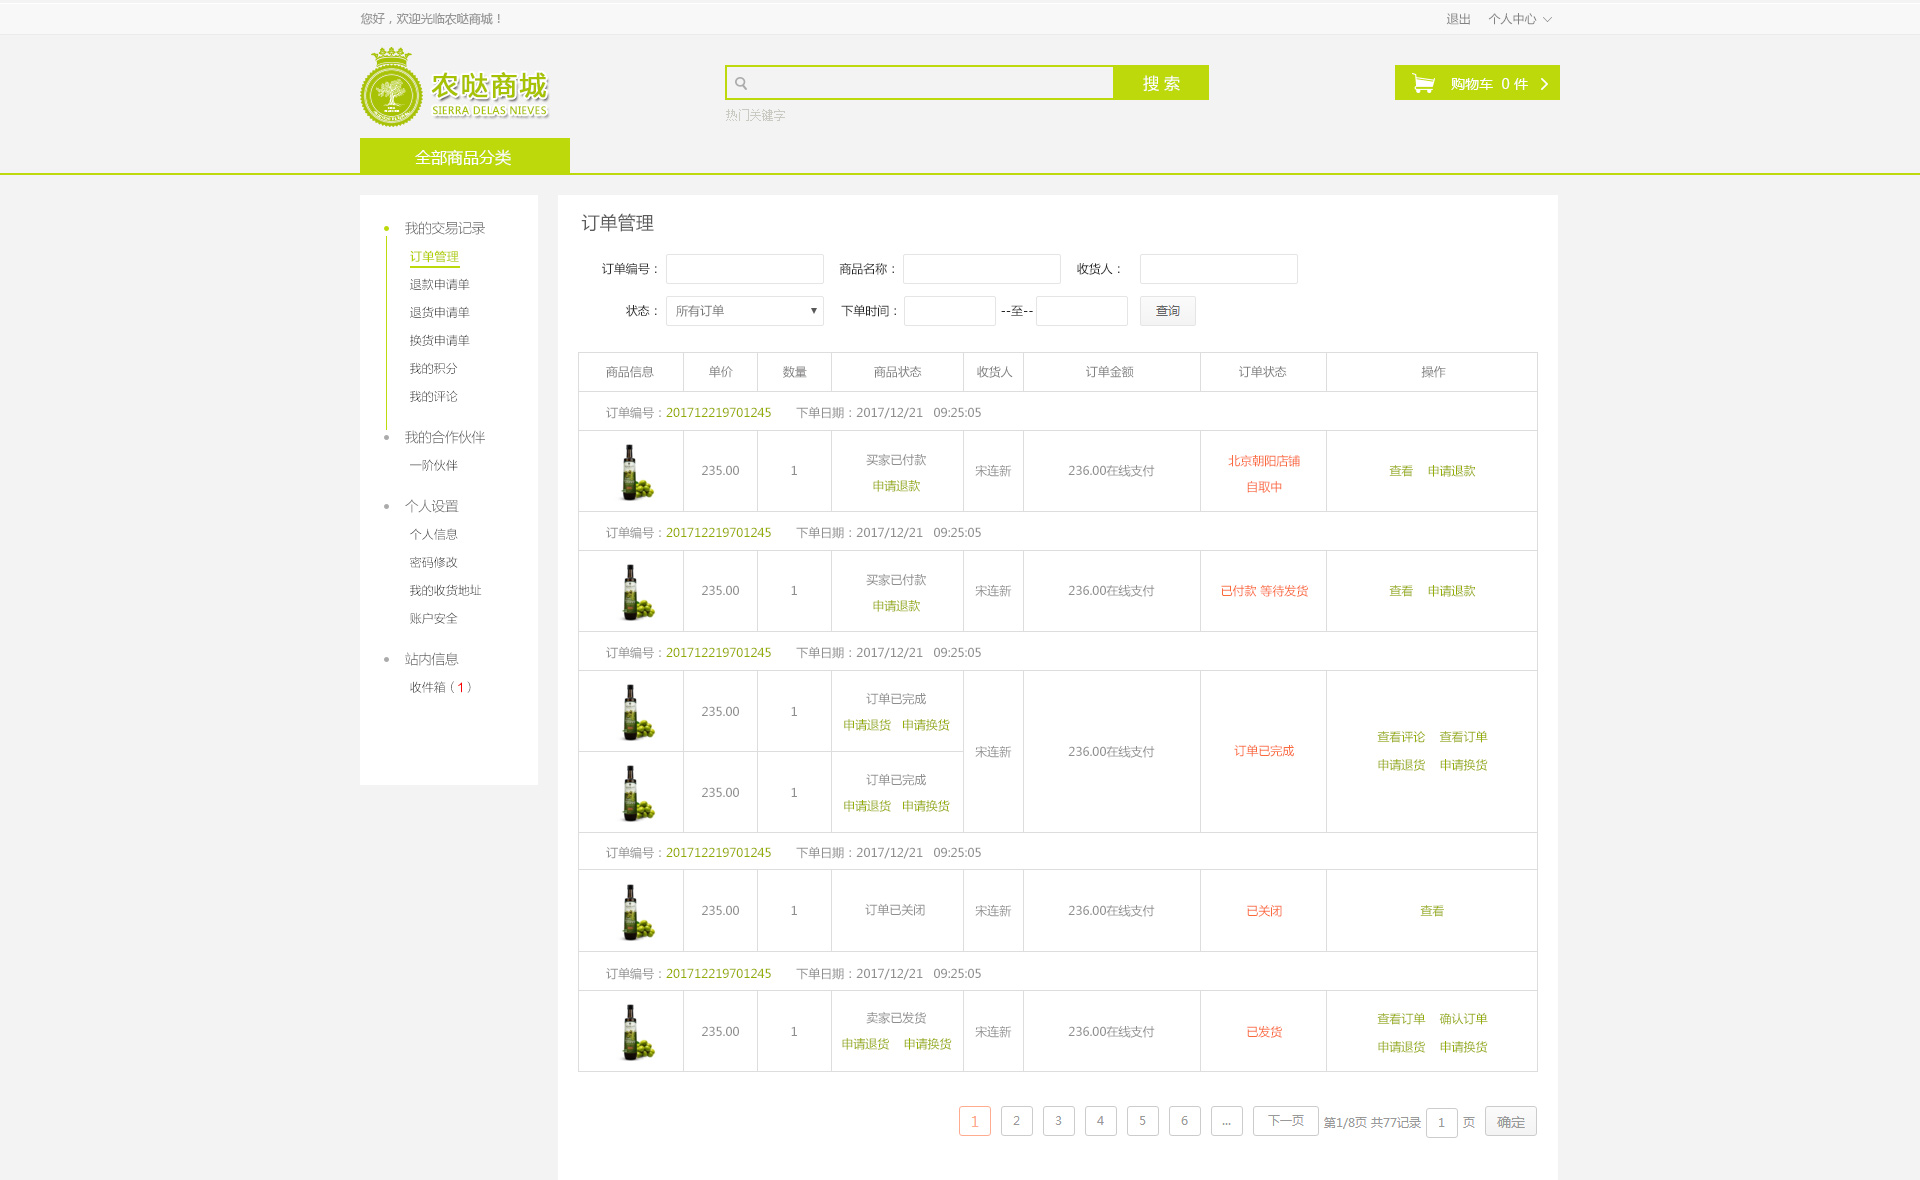 您好，欢迎光临农哒商城！
退出 个人中心
农哒商城
SIERRA DELAS NIEVES
搜 索
购物车 0 件
热门关键字
全部商品分类
我的交易记录
订单管理
退款申请单
退货申请单
换货申请单
我的积分
我的评论
我的合作伙伴
一阶伙伴
个人设置
个人信息
密码修改
我的收货地址
账户安全
站内信息
收件箱（1）
订单管理
订单编号： 商品名称： 收货人：
状态： 所有订单 下单时间： --至-- 查询
商品信息 单价 数量 商品状态 收货人 订单金额 订单状态 操作
订单编号：201712219701245 下单日期：2017/12/21 09:25:05
235.00 1 买家已付款 申请退款 宋连新 236.00在线支付 北京朝阳店铺 自取中 查看 申请退款
订单编号：201712219701245 下单日期：2017/12/21 09:25:05
235.00 1 买家已付款 申请退款 宋连新 236.00在线支付 已付款 等待发货 查看 申请退款
订单编号：201712219701245 下单日期：2017/12/21 09:25:05
235.00 1 订单已完成 申请退货 申请换货
宋连新 236.00在线支付 订单已完成 查看评论 查看订单 申请退货 申请换货
235.00 1 订单已完成 申请退货 申请换货
订单编号：201712219701245 下单日期：2017/12/21 09:25:05
235.00 1 订单已关闭 宋连新 236.00在线支付 已关闭 查看
订单编号：201712219701245 下单日期：2017/12/21 09:25:05
235.00 1 卖家已发货 申请退货 申请换货 宋连新 236.00在线支付 已发货 查看订单 确认订单 申请退货 申请换货
1 2 3 4 5 6 ... 下一页 第1/8页 共77记录 1 页 确定